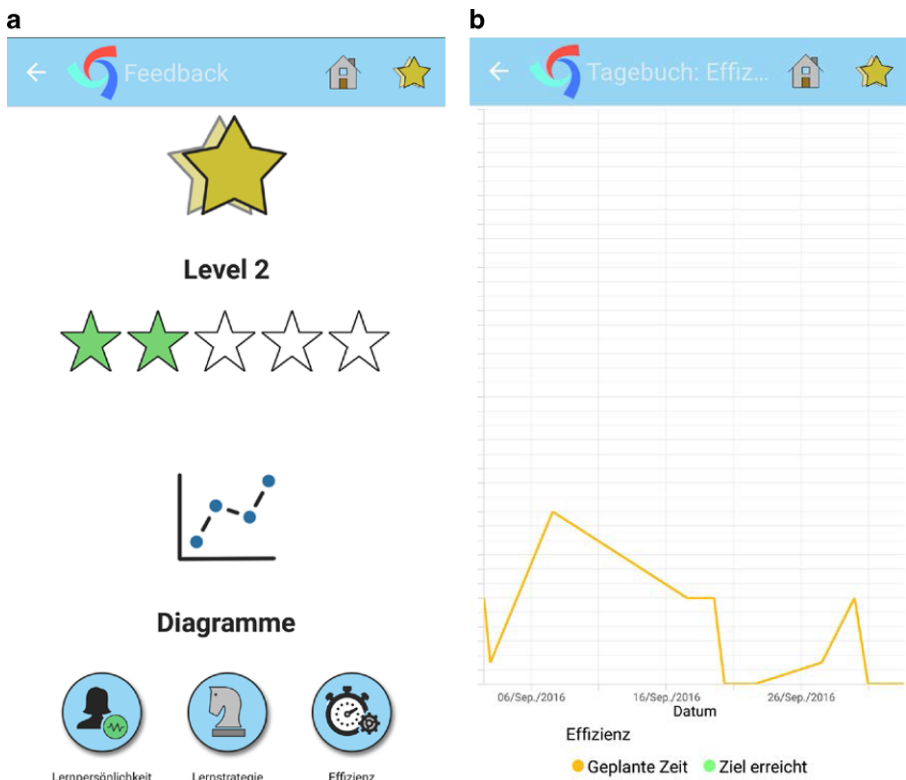 a
Feedback
Level 2
Diagramme
Lernpersönlichkeit
Lernstrategie
Effizienz
b
Tagebuch: Effiz...
06/Sep./2016
16/Sep./2016
26/Sep./2016
Datum
Effizienz
Geplante Zeit
Ziel erreicht